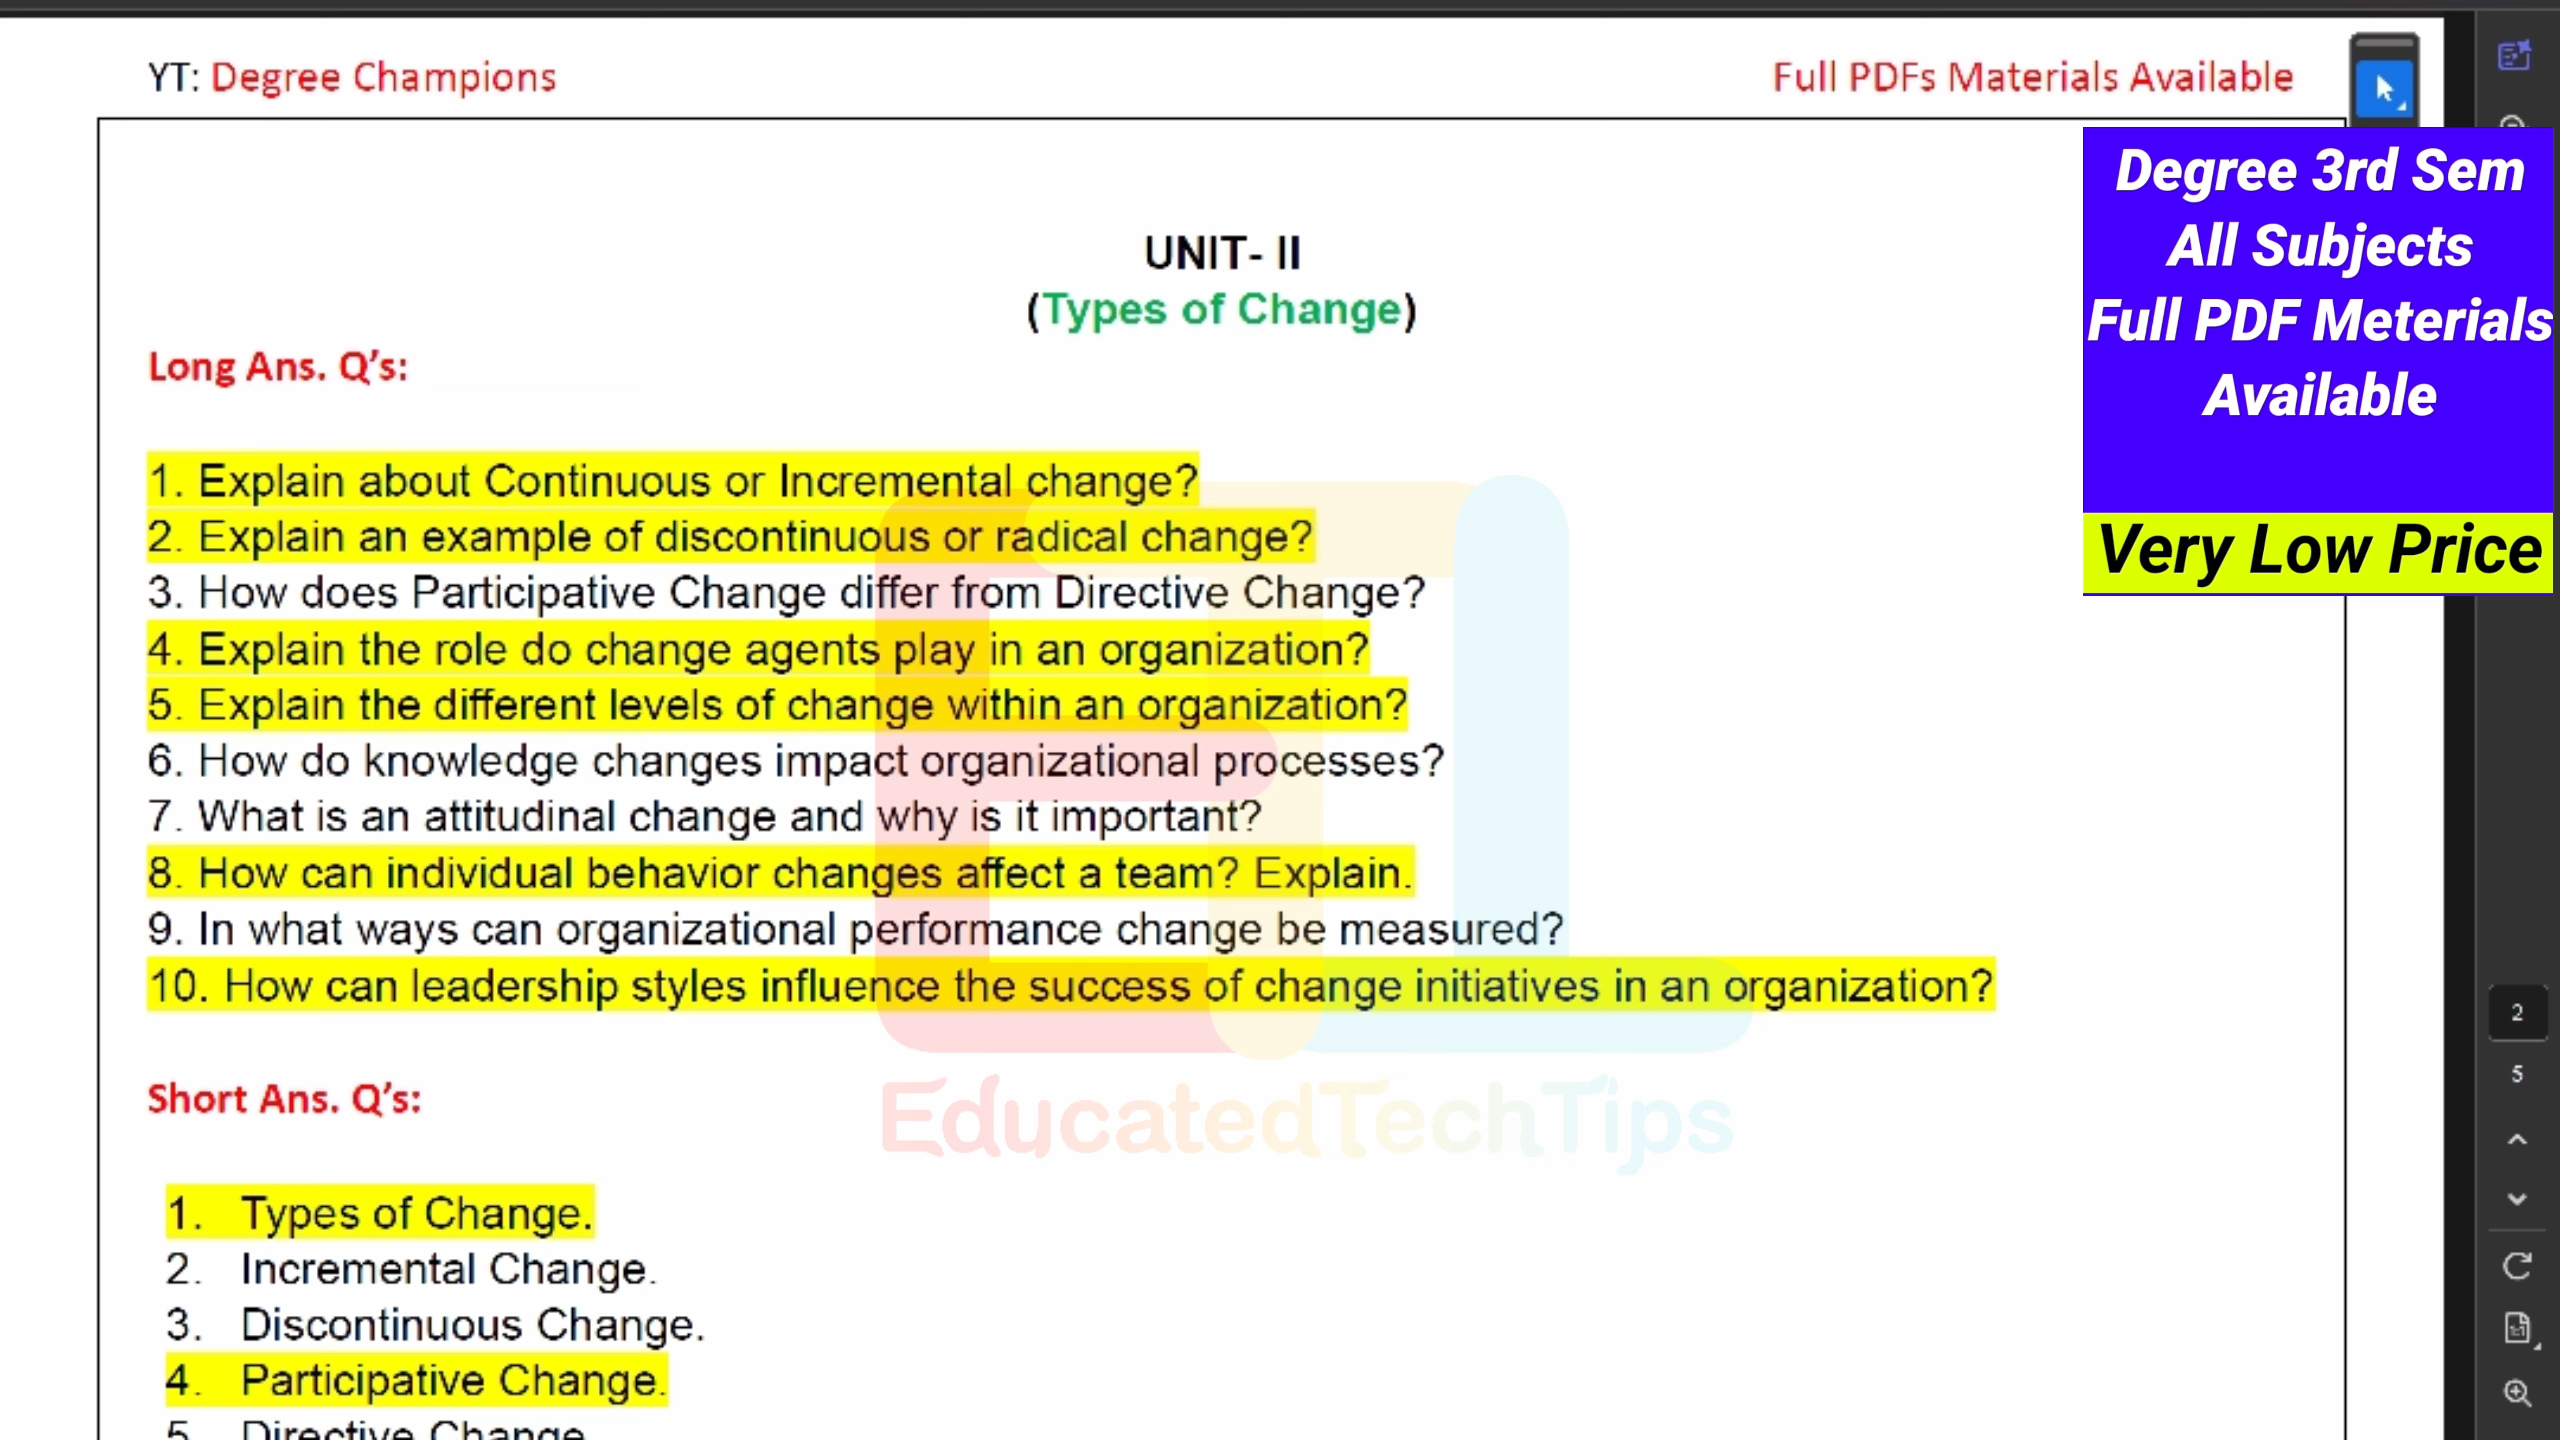 YT: Degree Champions
Full PDFs Materials Available
UNIT- II
(Types of Change)
Long Ans. Q's:
1. Explain about Continuous or Incremental change?
2. Explain an example of discontinuous or radical change?
3. How does Participative Change differ from Directive Change?
4. Explain the role do change agents play in an organization?
5. Explain the different levels of change within an organization?
6. How do knowledge changes impact organizational processes?
7. What is an attitudinal change and why is it important?
8. How can individual behavior changes affect a team? Explain.
9. In what ways can organizational performance change be measured?
10. How can leadership styles influence the success of change initiatives in an organization?
Short Ans. Q's:
1. Types of Change.
2. Incremental Change.
3. Discontinuous Change.
4. Participative Change.
5. Directive Change
Degree 3rd Sem
All Subjects
Full PDF Meterials
Available
Very Low Price
EducatedTechTips
2
5